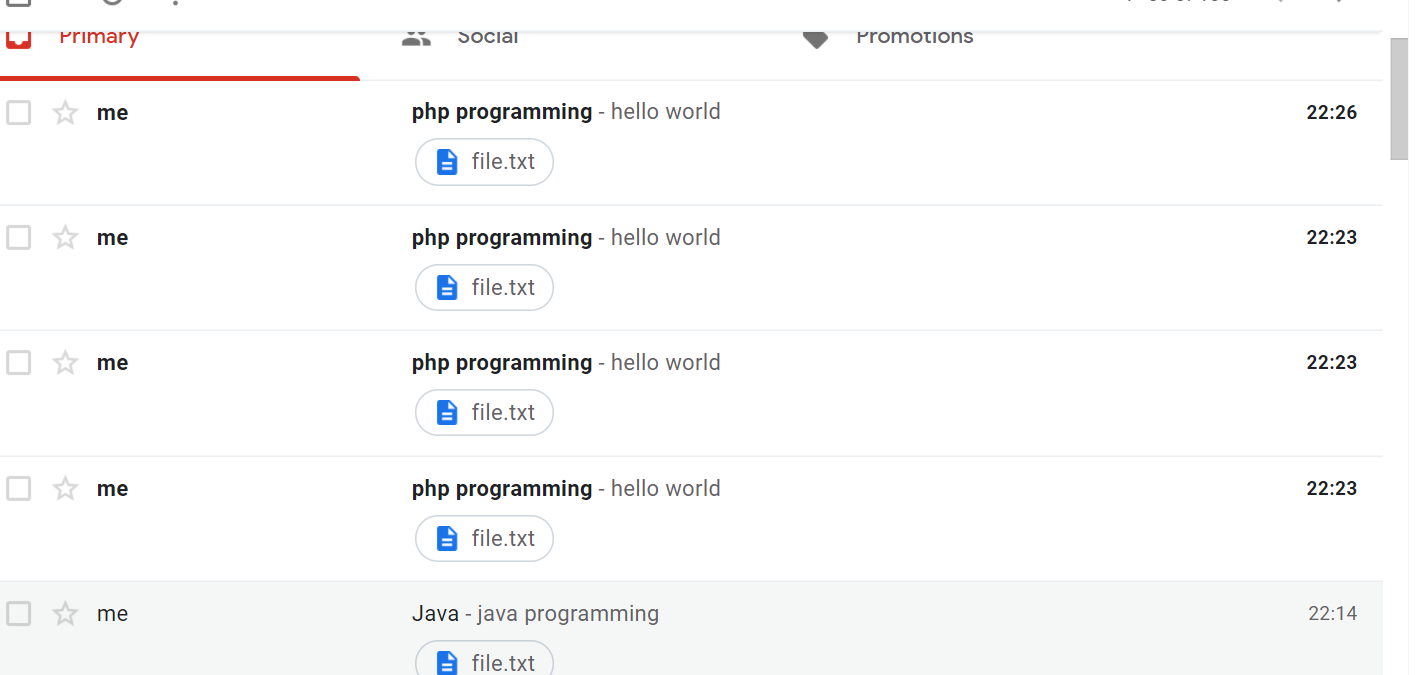 Primary Social Promotions
me php programming - hello world 22:26
file.txt
me php programming - hello world 22:23
file.txt
me php programming - hello world 22:23
file.txt
me php programming - hello world 22:23
file.txt
me Java - java programming 22:14
file.txt